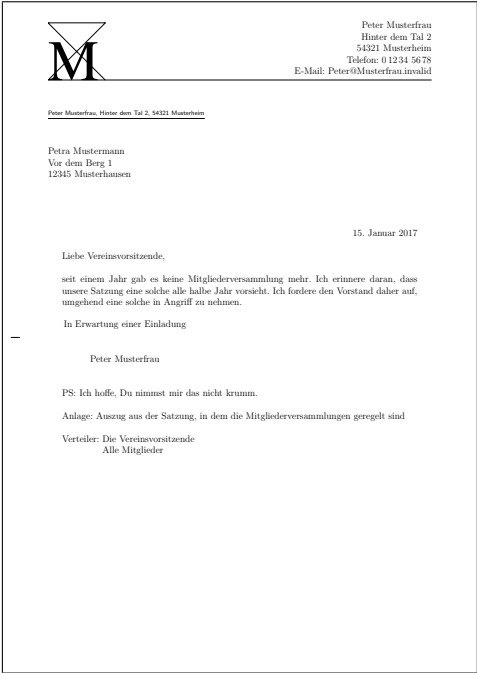 M
Peter Musterfrau
Hinter dem Tal 2
54321 Musterheim
Telefon: 0 12 34 56 78
E-Mail: Peter@Musterfrau.invalid
Peter Musterfrau, Hinter dem Tal 2, 54321 Musterheim
Petra Mustermann
Vor dem Berg 1
12345 Musterhausen
15. Januar 2017
Liebe Vereinsvorsitzende,
seit einem Jahr gab es keine Mitgliederversammlung mehr. Ich erinnere daran, dass
unsere Satzung eine solche alle halbe Jahr vorsieht. Ich fordere den Vorstand daher auf,
umgehend eine solche in Angriff zu nehmen.
In Erwartung einer Einladung
Peter Musterfrau
PS: Ich hoffe, Du nimmst mir das nicht krumm.
Anlage: Auszug aus der Satzung, in dem die Mitgliederversammlungen geregelt sind
Verteiler: Die Vereinsvorsitzende
Alle Mitglieder